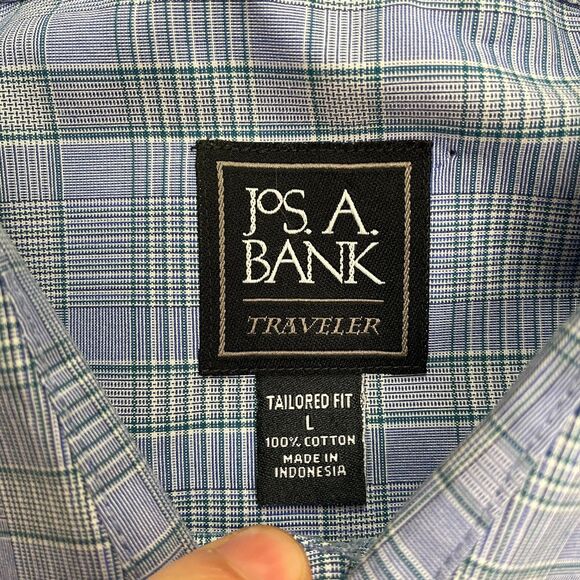 JoS. A.
BANK
TRAVELER
TAILORED FIT
L
100% COTTON
MADE IN
INDONESIA